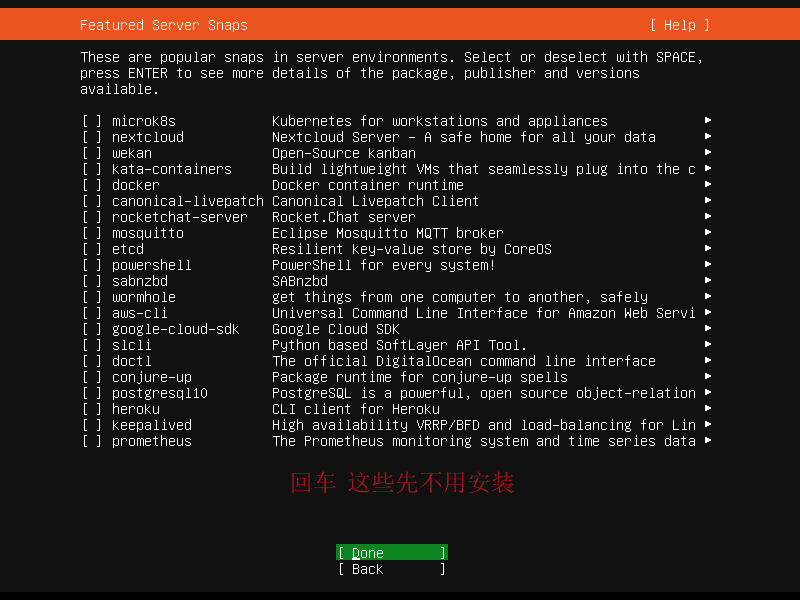 Featured Server Snaps [ Help ]
These are popular snaps in server environments. Select or deselect with SPACE,
press ENTER to see more details of the package, publisher and versions
available.
[ ] microk8s Kubernetes for workstations and appliances ▸
[ ] nextcloud Nextcloud Server - A safe home for all your data ▸
[ ] wekan Open-Source kanban ▸
[ ] kata-containers Build lightweight VMs that seamlessly plug into the c ▸
[ ] docker Docker container runtime ▸
[ ] canonical-livepatch Canonical Livepatch Client ▸
[ ] rocketchat-server Rocket.Chat server ▸
[ ] mosquitto Eclipse Mosquitto MQTT broker ▸
[ ] etcd Resilient key-value store by CoreOS ▸
[ ] powershell PowerShell for every system! ▸
[ ] sabnzbd SABnzbd ▸
[ ] wormhole get things from one computer to another, safely ▸
[ ] aws-cli Universal Command Line Interface for Amazon Web Servi ▸
[ ] google-cloud-sdk Google Cloud SDK ▸
[ ] slcli Python based SoftLayer API Tool. ▸
[ ] doctl The official DigitalOcean command line interface ▸
[ ] conjure-up Package runtime for conjure-up spells ▸
[ ] postgresql10 PostgreSQL is a powerful, open source object-relation ▸
[ ] heroku CLI client for Heroku ▸
[ ] keepalived High availability VRRP/BFD and load-balancing for Lin ▸
[ ] prometheus The Prometheus monitoring system and time series data ▸
回车 这些先不用安装
[ Done ]
[ Back ]